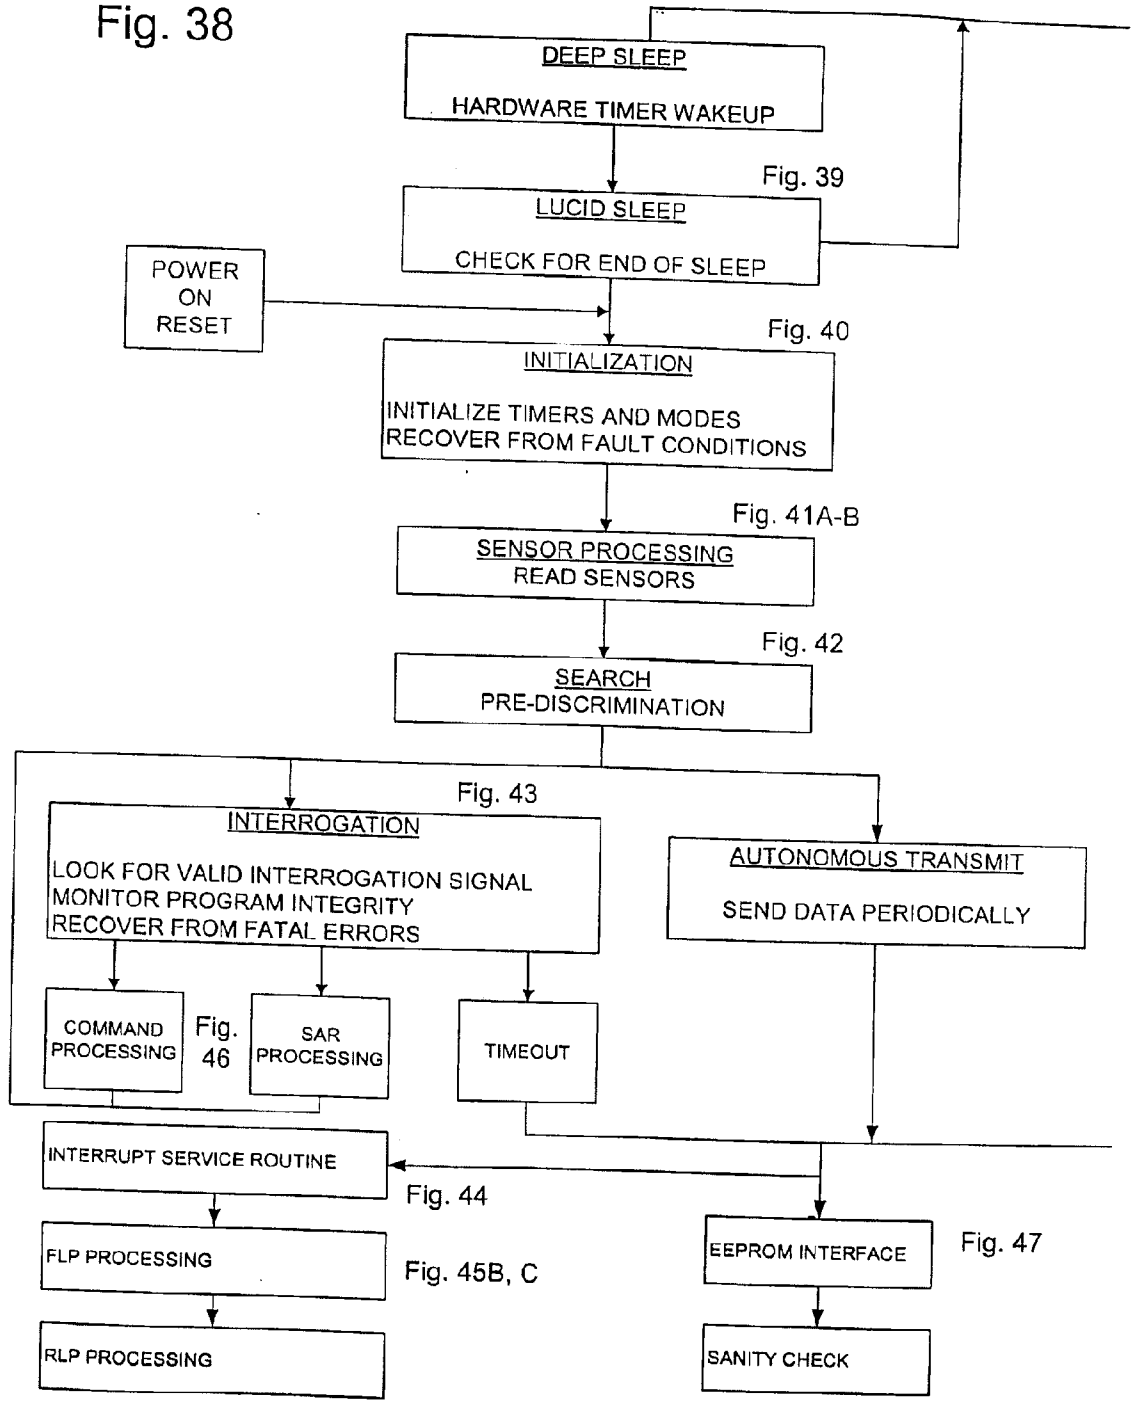 Fig. 38
DEEP SLEEP
HARDWARE TIMER WAKEUP
Fig. 39
LUCID SLEEP
CHECK FOR END OF SLEEP
POWER
ON
RESET
Fig. 40
INITIALIZATION
INITIALIZE TIMERS AND MODES
RECOVER FROM FAULT CONDITIONS
Fig. 41A-B
SENSOR PROCESSING
READ SENSORS
Fig. 42
SEARCH
PRE-DISCRIMINATION
Fig. 43
INTERROGATION
LOOK FOR VALID INTERROGATION SIGNAL
MONITOR PROGRAM INTEGRITY
RECOVER FROM FATAL ERRORS
AUTONOMOUS TRANSMIT
SEND DATA PERIODICALLY
COMMAND
PROCESSING
Fig.
46
SAR
PROCESSING
TIMEOUT
INTERRUPT SERVICE ROUTINE
Fig. 44
FLP PROCESSING
Fig. 45B, C
RLP PROCESSING
EEPROM INTERFACE
Fig. 47
SANITY CHECK